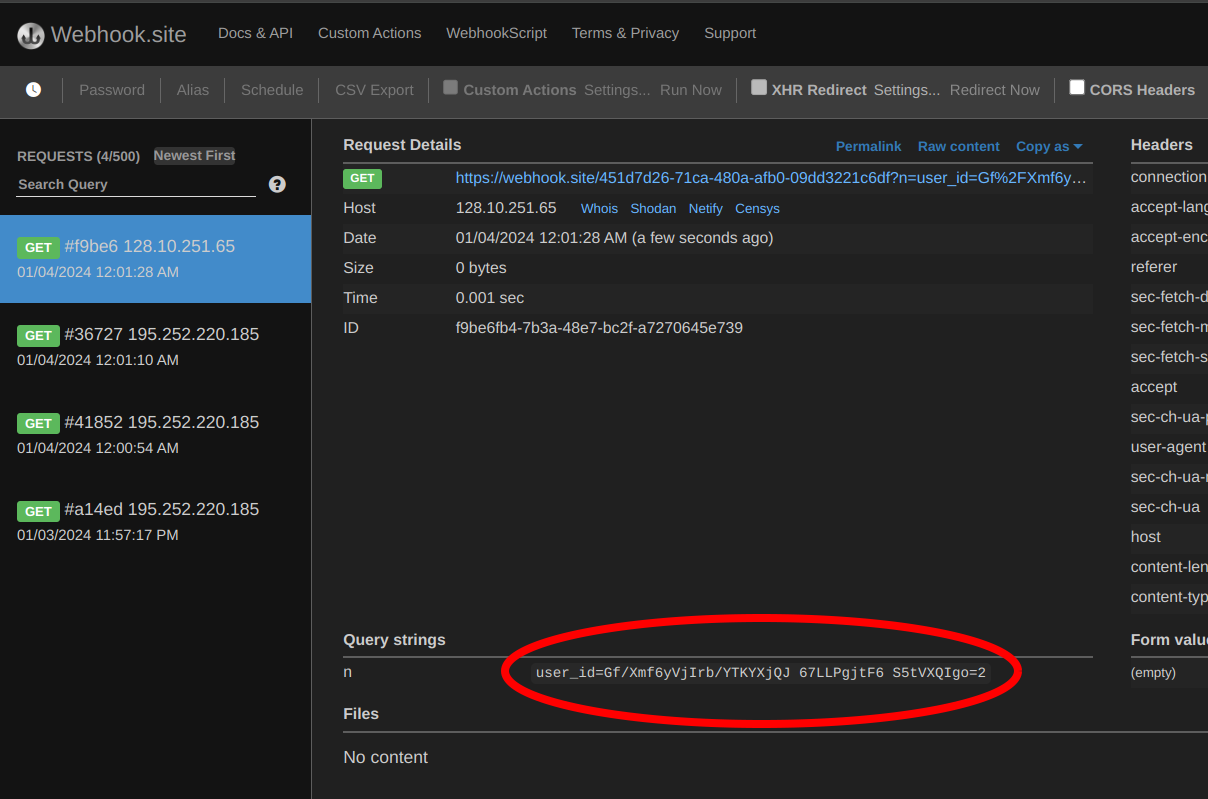 Webhook.site Docs & API Custom Actions WebhookScript Terms & Privacy Support
Password Alias Schedule CSV Export Custom Actions Settings... Run Now XHR Redirect Settings... Redirect Now CORS Headers
REQUESTS (4/500) Newest First
Search Query
GET #f9be6 128.10.251.65
01/04/2024 12:01:28 AM
GET #36727 195.252.220.185
01/04/2024 12:01:10 AM
GET #41852 195.252.220.185
01/04/2024 12:00:54 AM
GET #a14ed 195.252.220.185
01/03/2024 11:57:17 PM
Request Details Permalink Raw content Copy as
GET https://webhook.site/451d7d26-71ca-480a-afb0-09dd3221c6df?n=user_id=Gf%2FXmf6y...
Host 128.10.251.65 Whois Shodan Netify Censys
Date 01/04/2024 12:01:28 AM (a few seconds ago)
Size 0 bytes
Time 0.001 sec
ID f9be6fb4-7b3a-48e7-bc2f-a7270645e739
Query strings
n user_id=Gf/Xmf6yVjIrb/YTKYXjQJ 67LLPgjtF6 S5tVXQIgo=2
Files
No content
Headers
connection
accept-lang
accept-enc
referer
sec-fetch-d
sec-fetch-m
sec-fetch-s
accept
sec-ch-ua-p
user-agent
sec-ch-ua-m
sec-ch-ua
host
content-len
content-typ
Form valu
(empty)